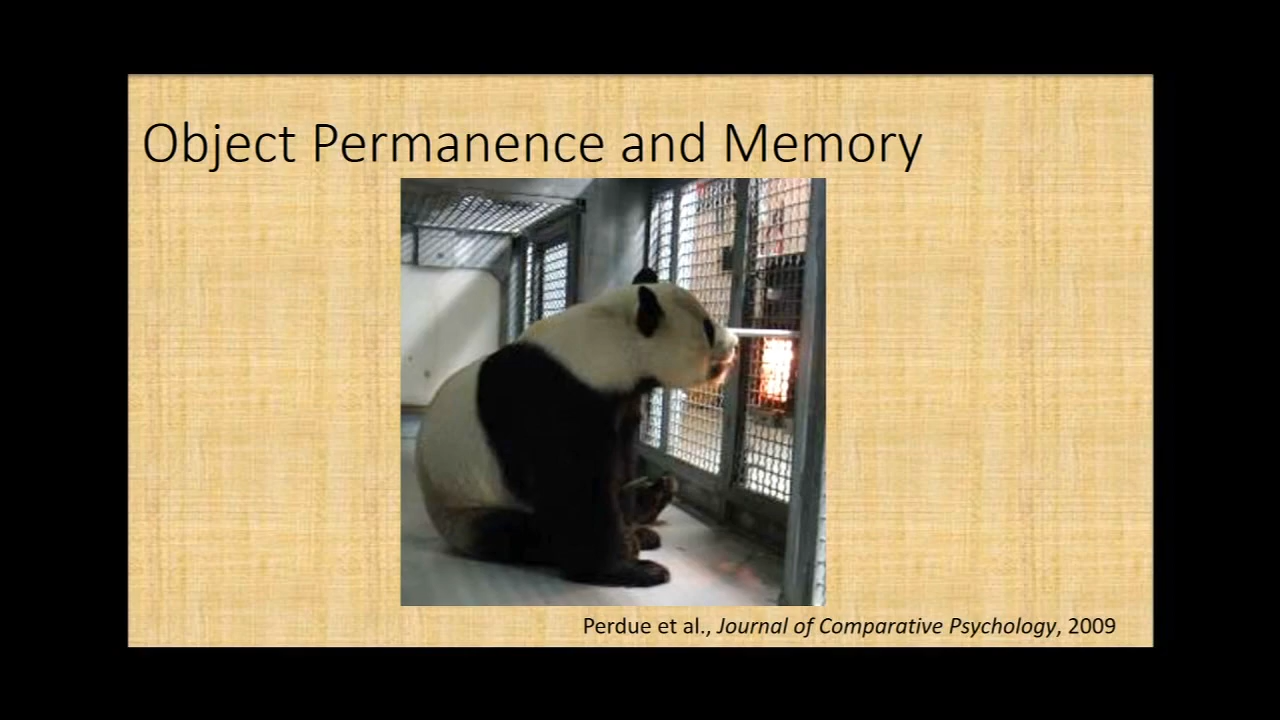 Object Permanence and Memory
Perdue et al., Journal of Comparative Psychology, 2009